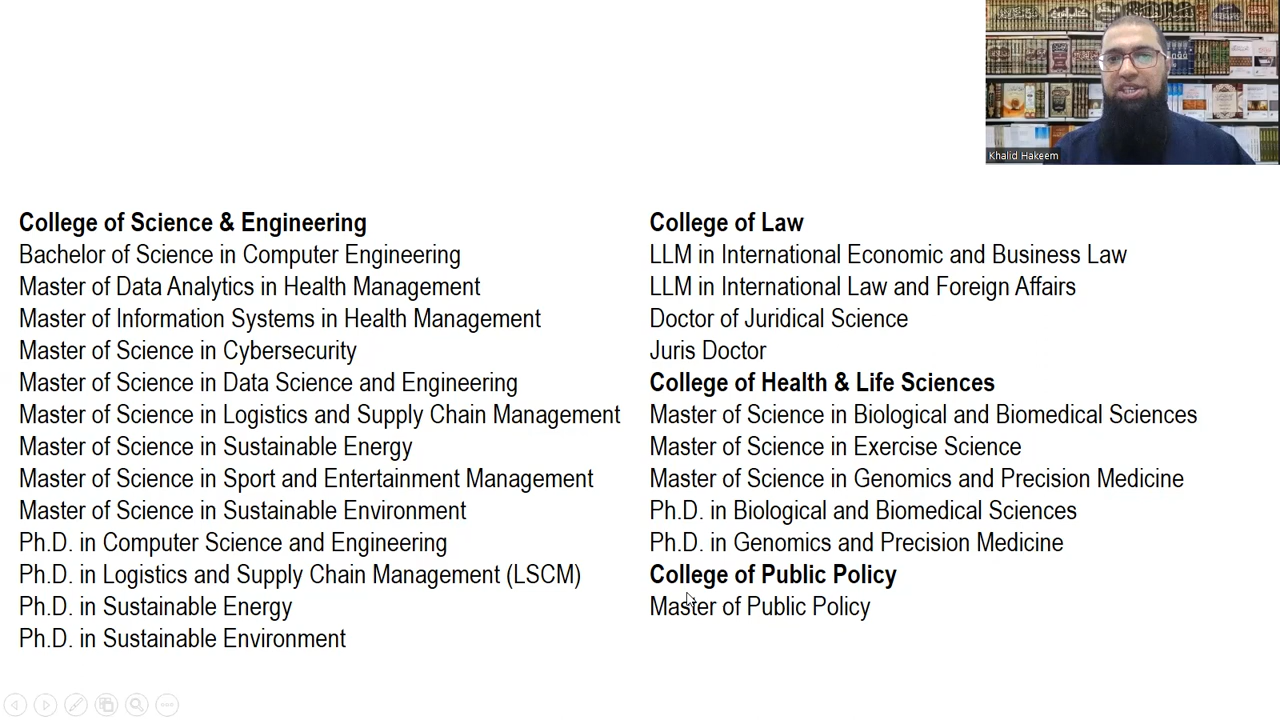 Khalid Hakeem
College of Science & Engineering
Bachelor of Science in Computer Engineering
Master of Data Analytics in Health Management
Master of Information Systems in Health Management
Master of Science in Cybersecurity
Master of Science in Data Science and Engineering
Master of Science in Logistics and Supply Chain Management
Master of Science in Sustainable Energy
Master of Science in Sport and Entertainment Management
Master of Science in Sustainable Environment
Ph.D. in Computer Science and Engineering
Ph.D. in Logistics and Supply Chain Management (LSCM)
Ph.D. in Sustainable Energy
Ph.D. in Sustainable Environment
College of Law
LLM in International Economic and Business Law
LLM in International Law and Foreign Affairs
Doctor of Juridical Science
Juris Doctor
College of Health & Life Sciences
Master of Science in Biological and Biomedical Sciences
Master of Science in Exercise Science
Master of Science in Genomics and Precision Medicine
Ph.D. in Biological and Biomedical Sciences
Ph.D. in Genomics and Precision Medicine
College of Public Policy
Master of Public Policy